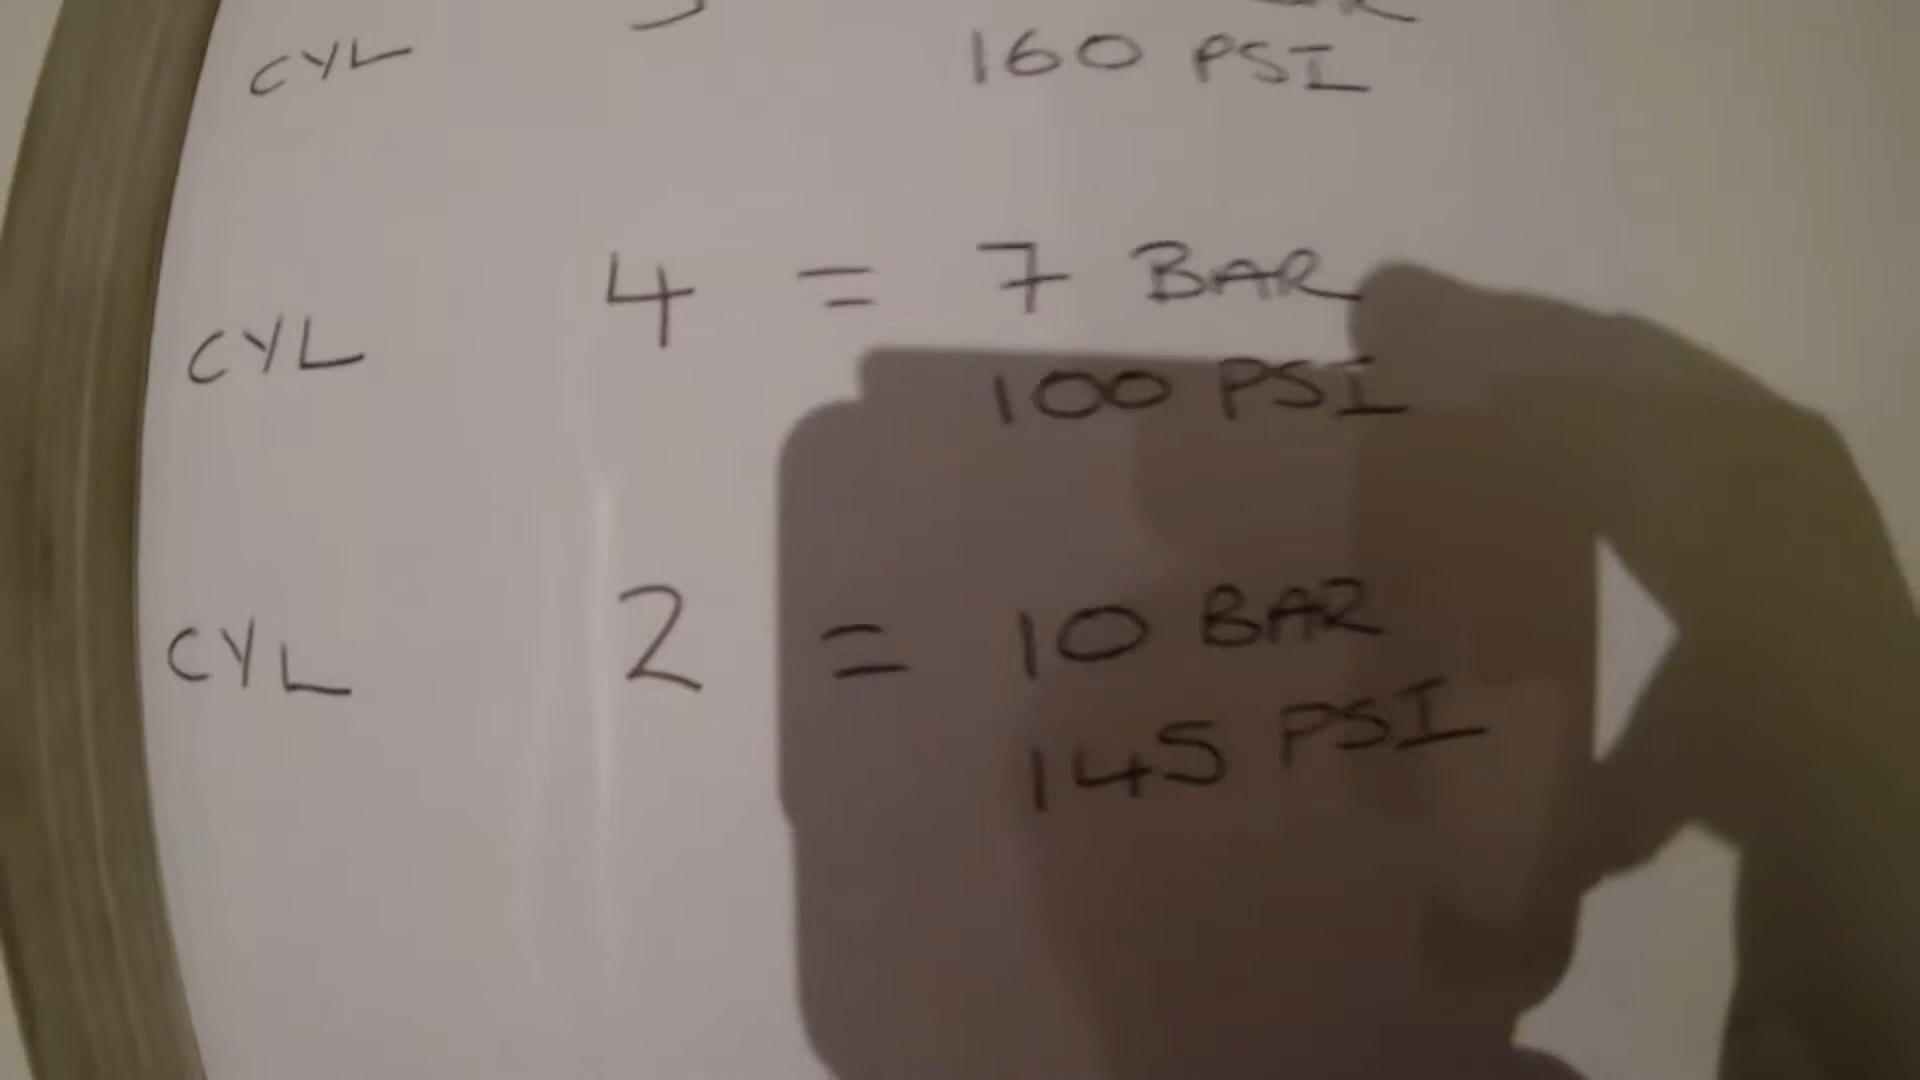 CYL 160 PSI
CYL 4 = 7 BAR
100 PSI
CYL 2 = 10 BAR
145 PSI